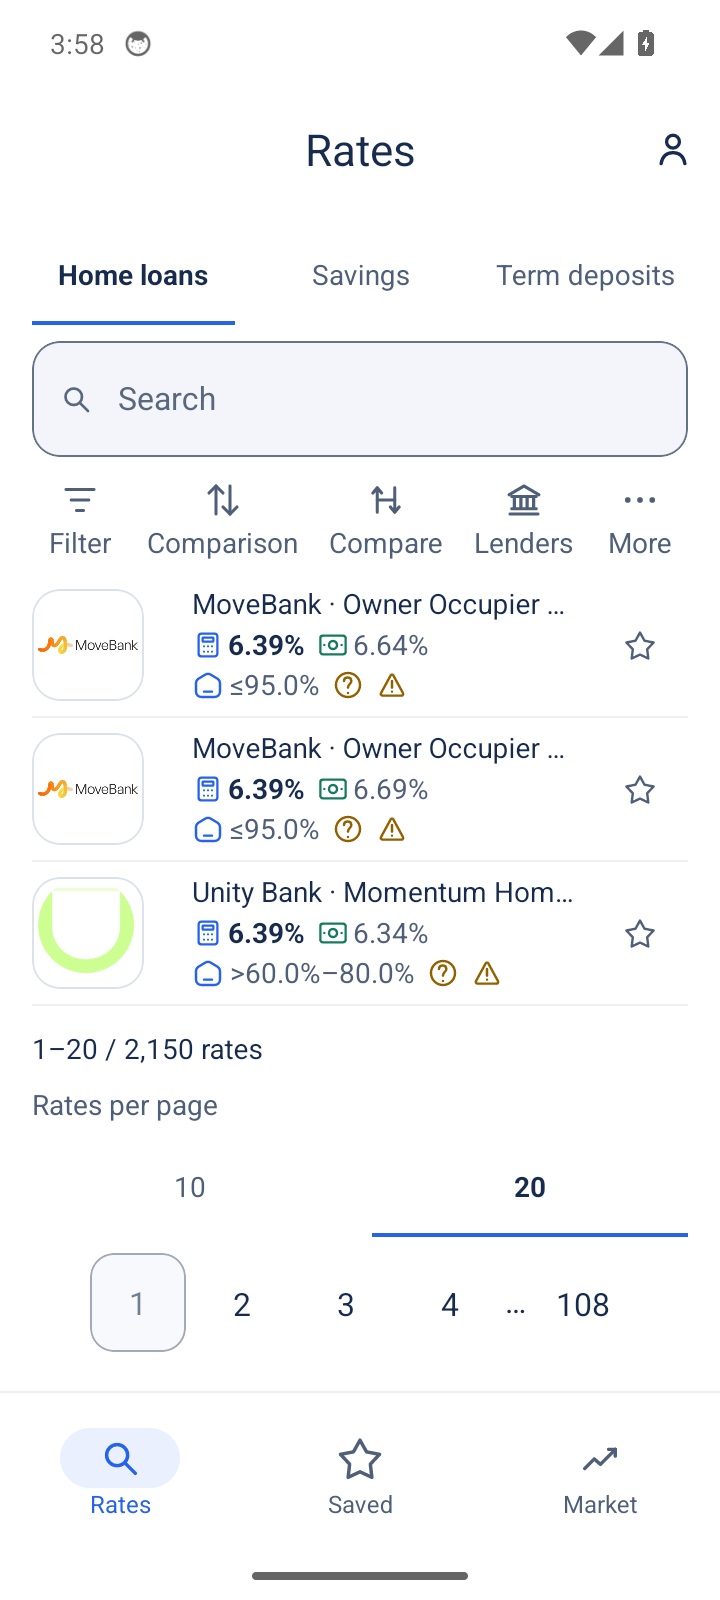 3:58
Rates
Home loans
Savings
Term deposits
Search
Filter
Comparison
Compare
Lenders
More
MoveBank
MoveBank · Owner Occupier ...
6.39% 6.64%
≤95.0%
MoveBank
MoveBank · Owner Occupier ...
6.39% 6.69%
≤95.0%
Unity Bank · Momentum Hom...
6.39% 6.34%
>60.0%–80.0%
1–20 / 2,150 rates
Rates per page
10
20
1 2 3 4 ... 108
Rates
Saved
Market